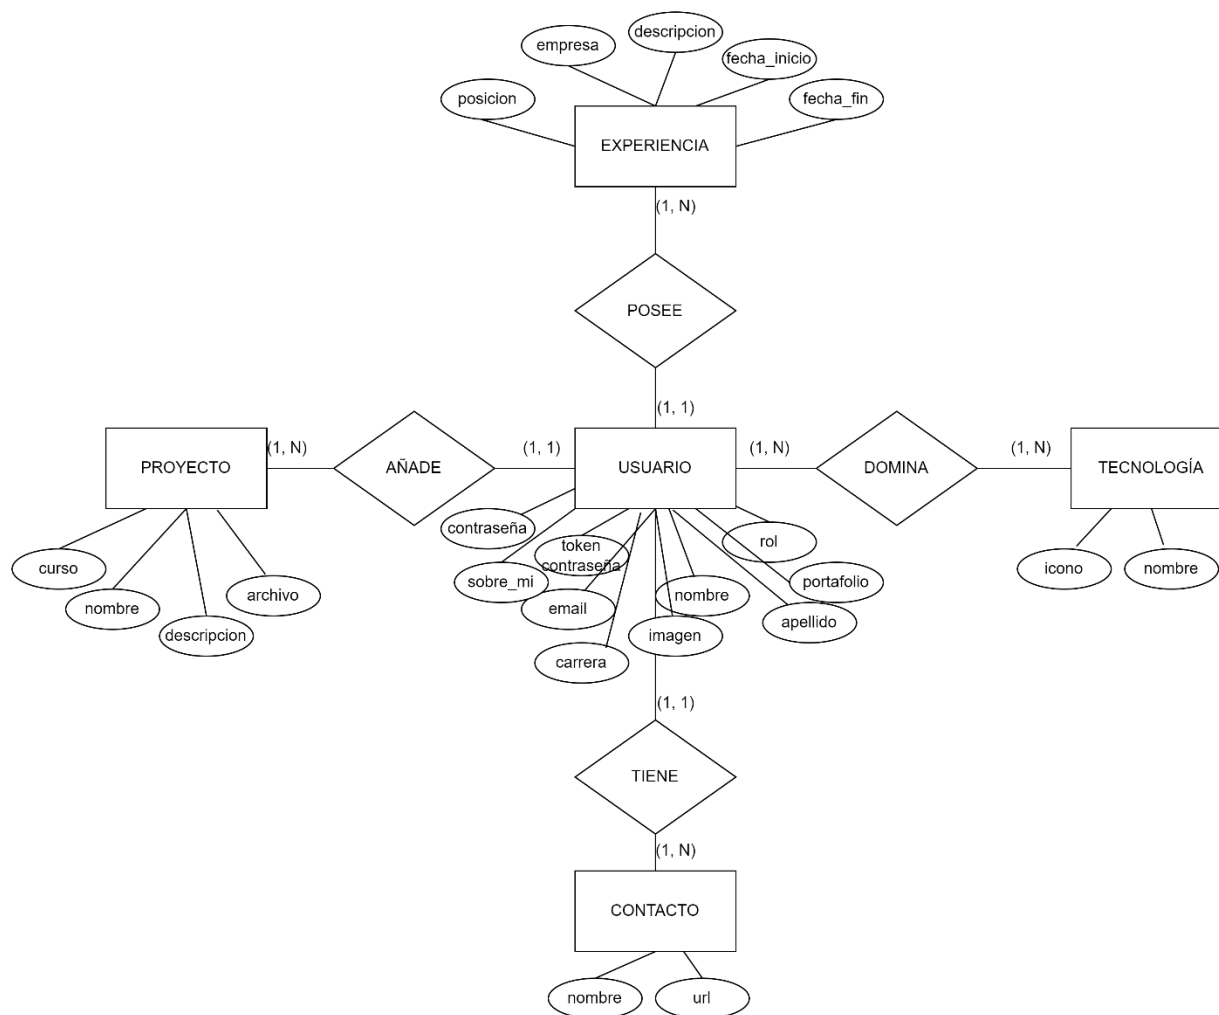 descripcion
empresa
fecha_inicio
posicion
fecha_fin
EXPERIENCIA
(1, N)
POSEE
(1, 1)
PROYECTO
(1, N)
AÑADE
(1, 1)
USUARIO
(1, N)
DOMINA
(1, N)
TECNOLOGÍA
contraseña
token
contraseña
rol
curso
nombre
descripcion
archivo
sobre_mi
email
carrera
nombre
imagen
portafolio
apellido
icono
nombre
(1, 1)
TIENE
(1, N)
CONTACTO
nombre
url